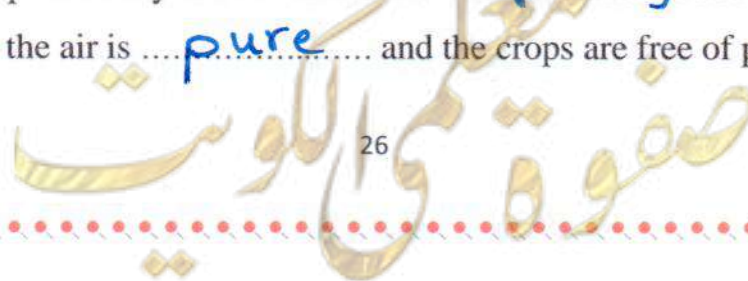 the air is ....pure........ and the crops are free of
صفوة معلمي الكويت
26